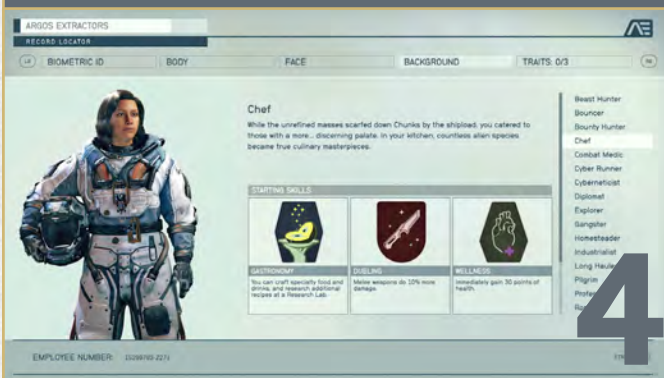 ARGOS EXTRACTORS
RECORD LOCATOR
BIOMETRIC ID
BODY
FACE
BACKGROUND
TRAITS: 0/3
Chef
While the unrefined masses scarfed down Chunks by the shipload, you catered to
those with a more... discerning palate. In your kitchen, countless alien species
became true culinary masterpieces.
STARTING SKILLS
GASTRONOMY
You can craft specialty food and
drinks, and research additional
recipes at a Research Lab.
DUELING
Melee weapons do 10% more
damage.
WELLNESS
Immediately gain 30 points of
health.
Beast Hunter
Bouncer
Bounty Hunter
Chef
Combat Medic
Cyber Runner
Cyberneticist
Diplomat
Explorer
Gangster
Homesteader
Industrialist
Long Hauler
Pilgrim
4
EMPLOYEE NUMBER: